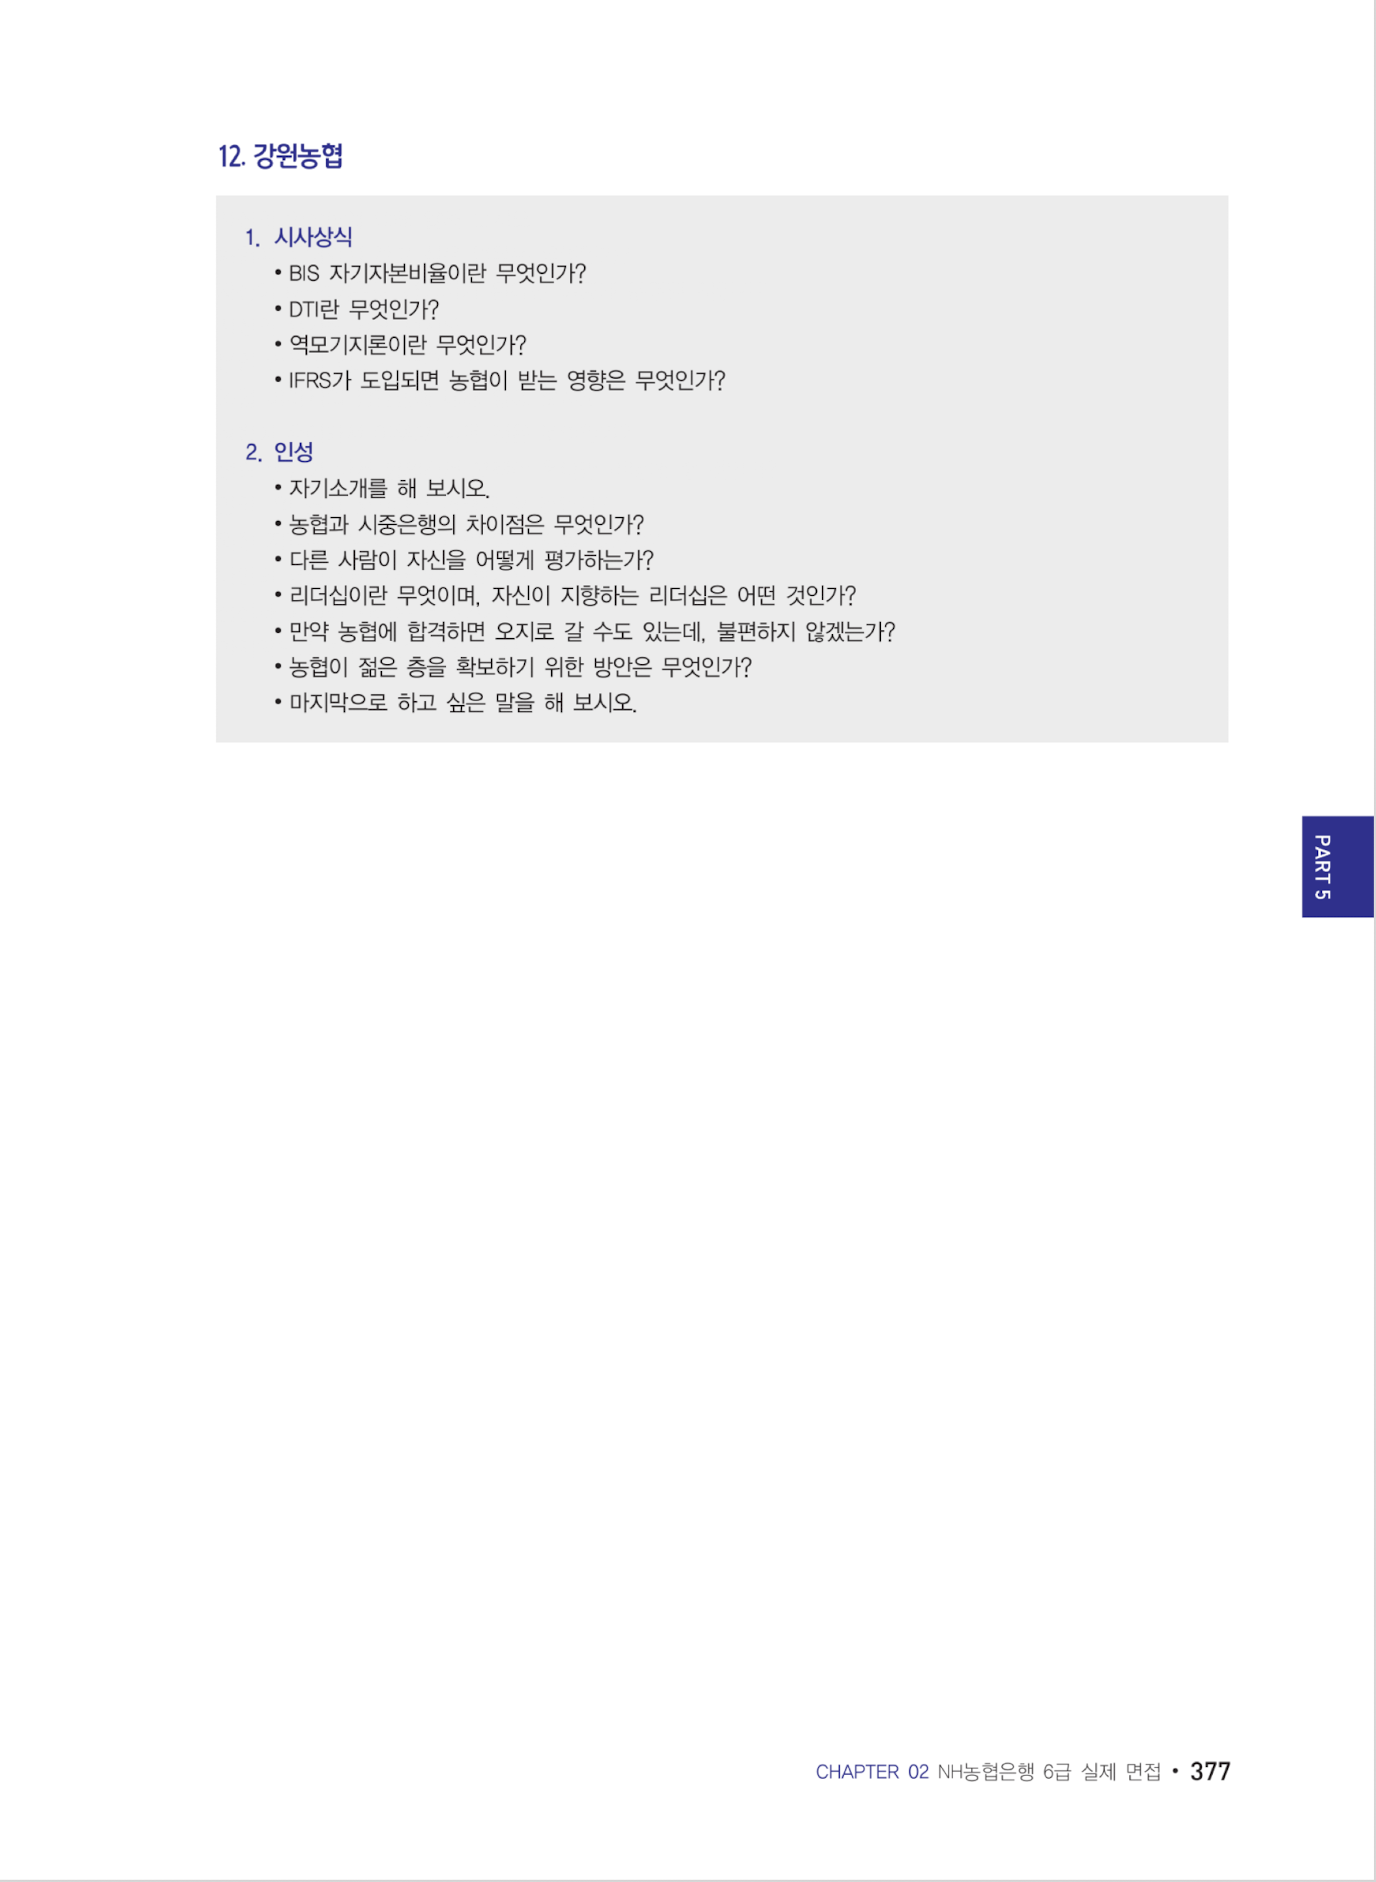 12. 강원농협
1. 시사상식
• BIS 자기자본비율이란 무엇인가?
• DTI란 무엇인가?
• 역모기지론이란 무엇인가?
• IFRS가 도입되면 농협이 받는 영향은 무엇인가?
2. 인성
• 자기소개를 해 보시오.
• 농협과 시중은행의 차이점은 무엇인가?
• 다른 사람이 자신을 어떻게 평가하는가?
• 리더십이란 무엇이며, 자신이 지향하는 리더십은 어떤 것인가?
• 만약 농협에 합격하면 오지로 갈 수도 있는데, 불편하지 않겠는가?
• 농협이 젊은 층을 확보하기 위한 방안은 무엇인가?
• 마지막으로 하고 싶은 말을 해 보시오.
PART 5
CHAPTER 02 NH농협은행 6급 실제 면접 • 377